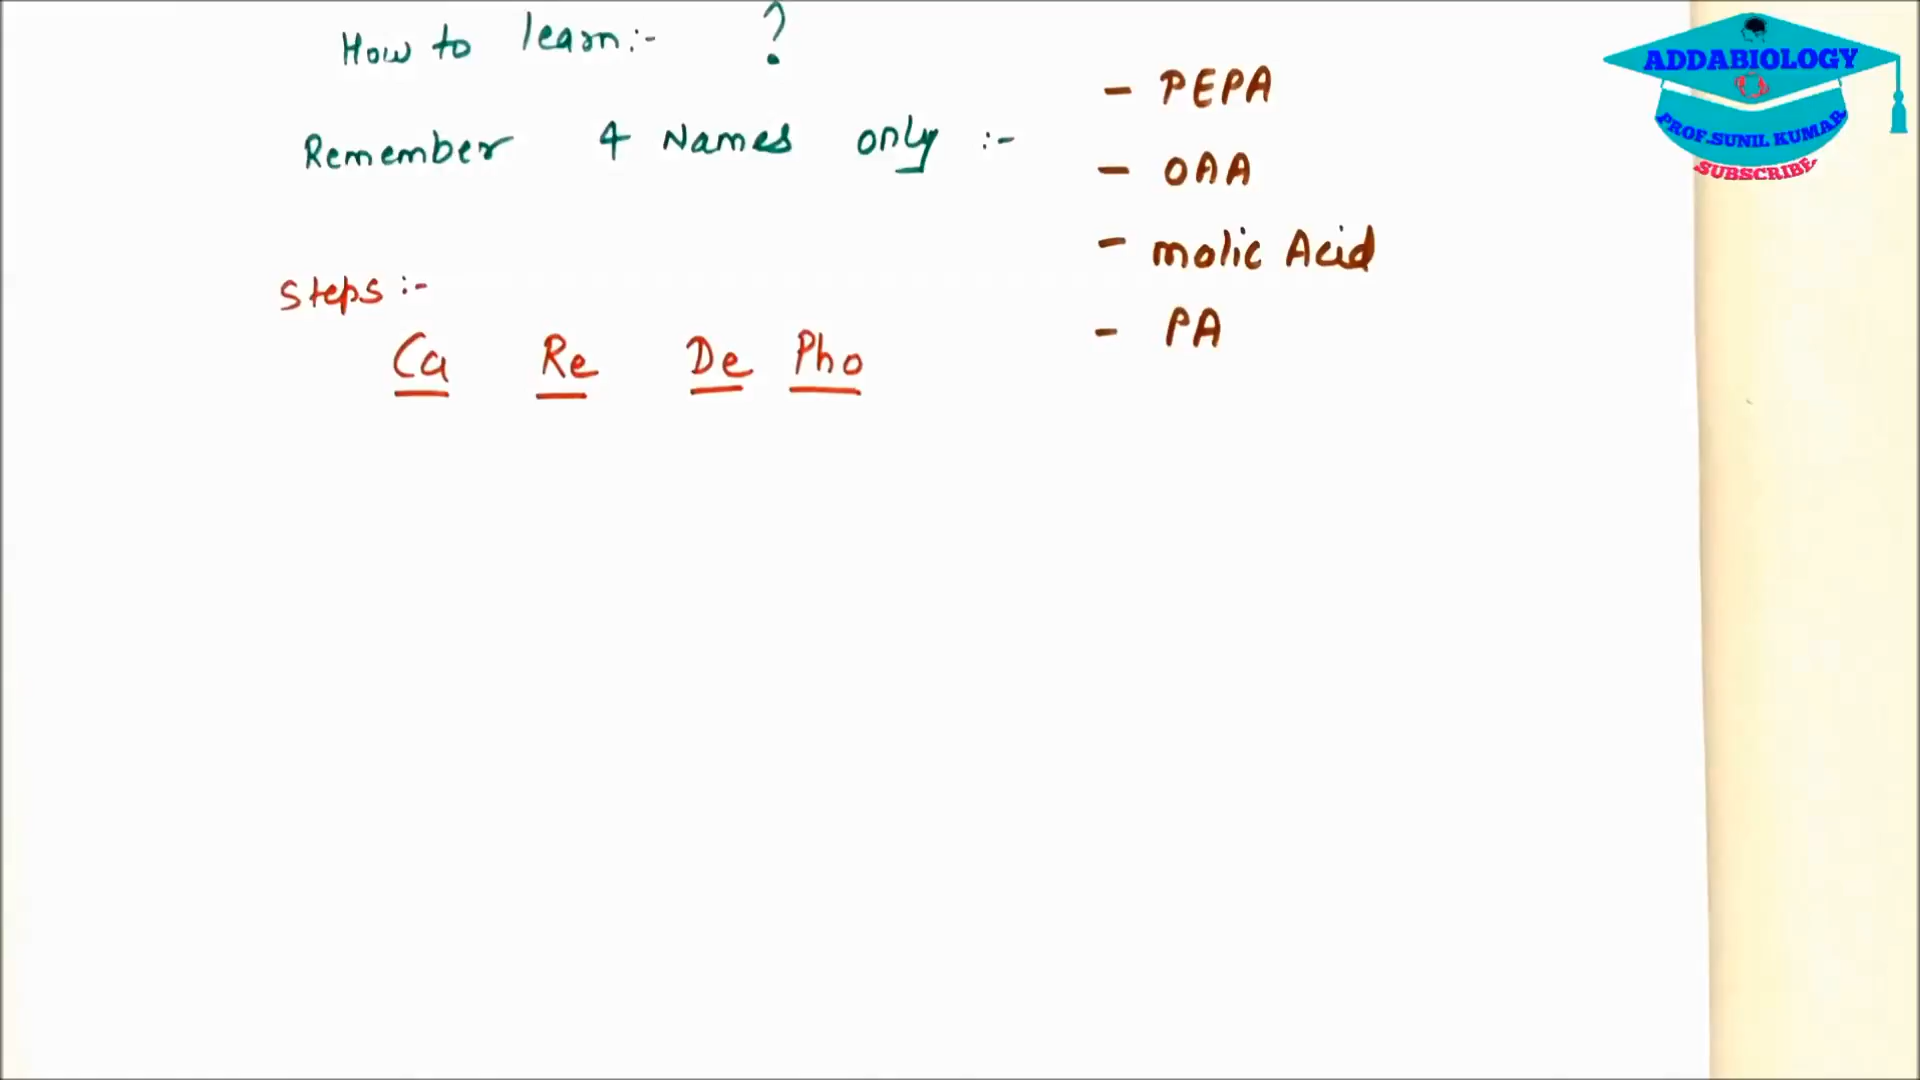 How to learn:- ?
Remember 4 Names only :-
- PEPA
- OAA
- malic Acid
- PA
Steps :-
Ca Re De Pho
ADDABIOLOGY
PROF.SUNIL KUMAR
SUBSCRIBE